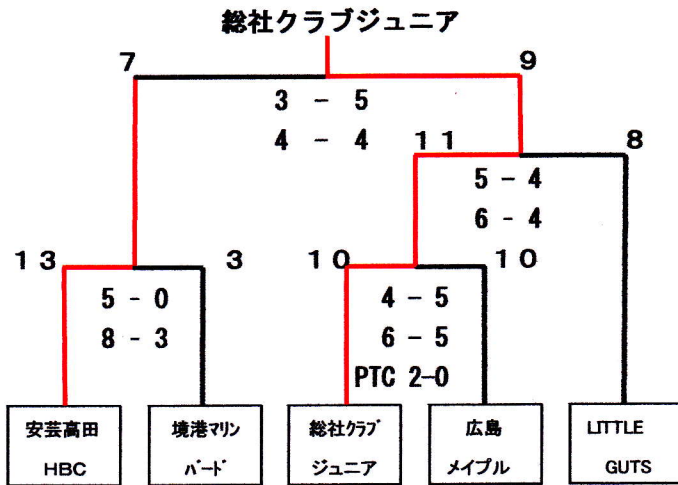 総社クラブジュニア
7 9
3 - 5
4 - 4
11 8
5 - 4
6 - 4
13 3 10 10
5 - 0
8 - 3
4 - 5
6 - 5
PTC 2-0
安芸高田
HBC
境港マリン
バード
総社クラブ
ジュニア
広島
メイプル
LITTLE
GUTS